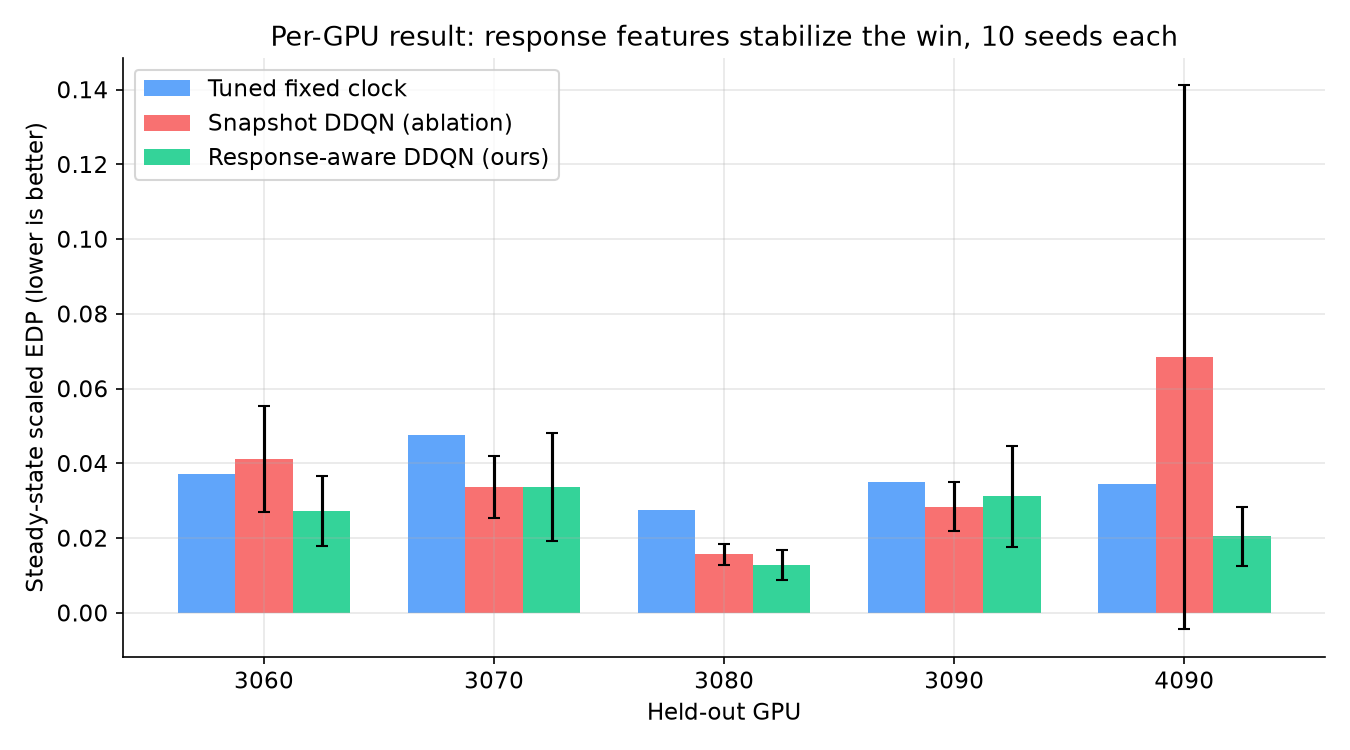 Per-GPU result: response features stabilize the win, 10 seeds each
Tuned fixed clock
Snapshot DDQN (ablation)
Response-aware DDQN (ours)
Steady-state scaled EDP (lower is better)
0.14
0.12
0.10
0.08
0.06
0.04
0.02
0.00
3060
3070
3080
3090
4090
Held-out GPU